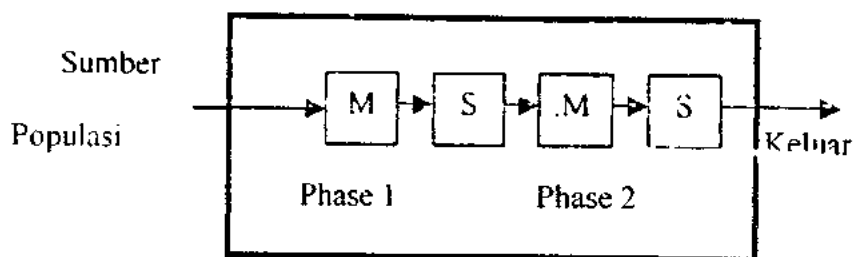 Sumber
Populasi
M S M S
Keluar
Phase 1 Phase 2